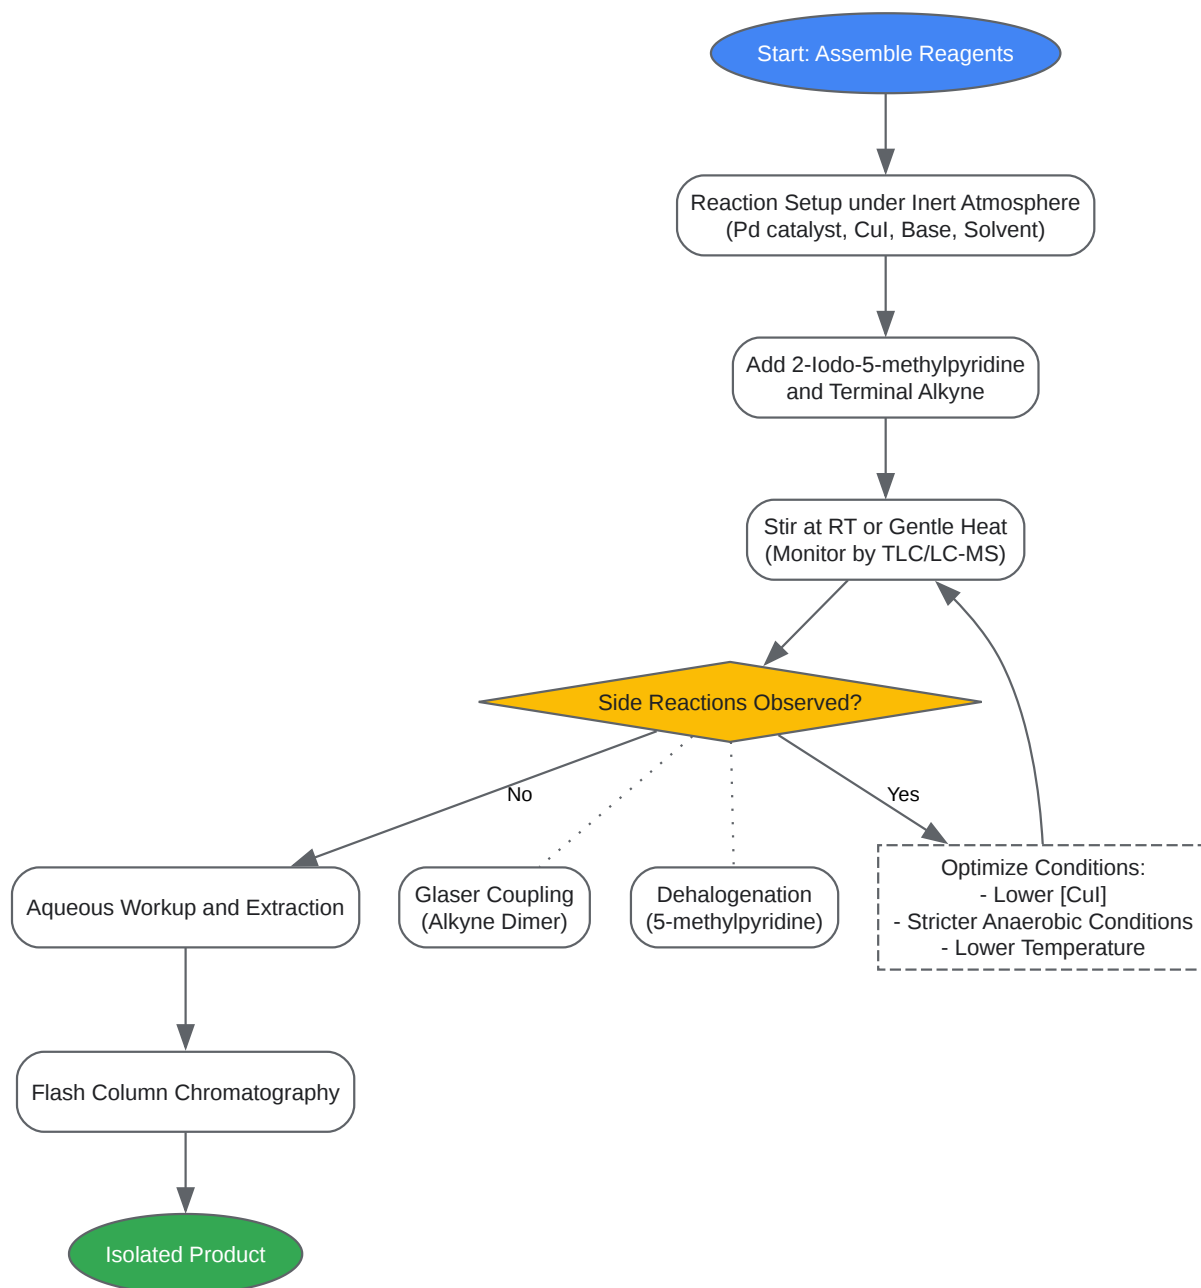 Start: Assemble Reagents
Reaction Setup under Inert Atmosphere
(Pd catalyst, CuI, Base, Solvent)
Add 2-Iodo-5-methylpyridine
and Terminal Alkyne
Stir at RT or Gentle Heat
(Monitor by TLC/LC-MS)
Side Reactions Observed?
No
Yes
Aqueous Workup and Extraction
Glaser Coupling
(Alkyne Dimer)
Dehalogenation
(5-methylpyridine)
Optimize Conditions:
- Lower [CuI]
- Stricter Anaerobic Conditions
- Lower Temperature
Flash Column Chromatography
Isolated Product